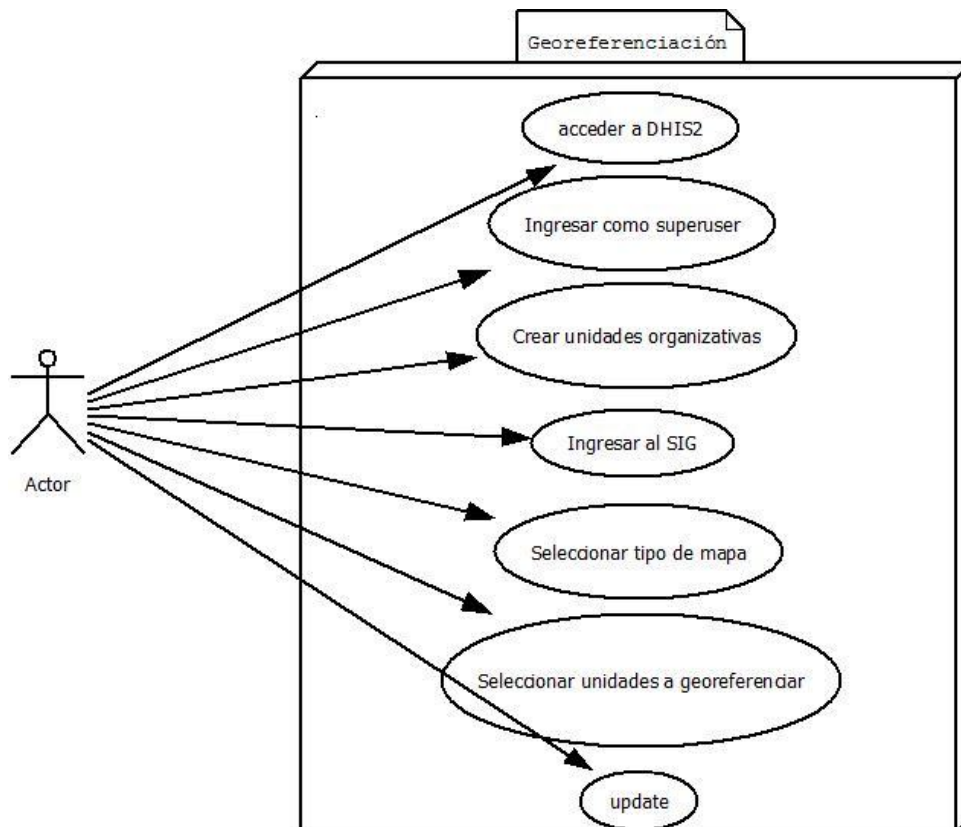 Georeferenciación
acceder a DHIS2
Ingresar como superuser
Crear unidades organizativas
Ingresar al SIG
Actor
Seleccionar tipo de mapa
Seleccionar unidades a georeferenciar
update